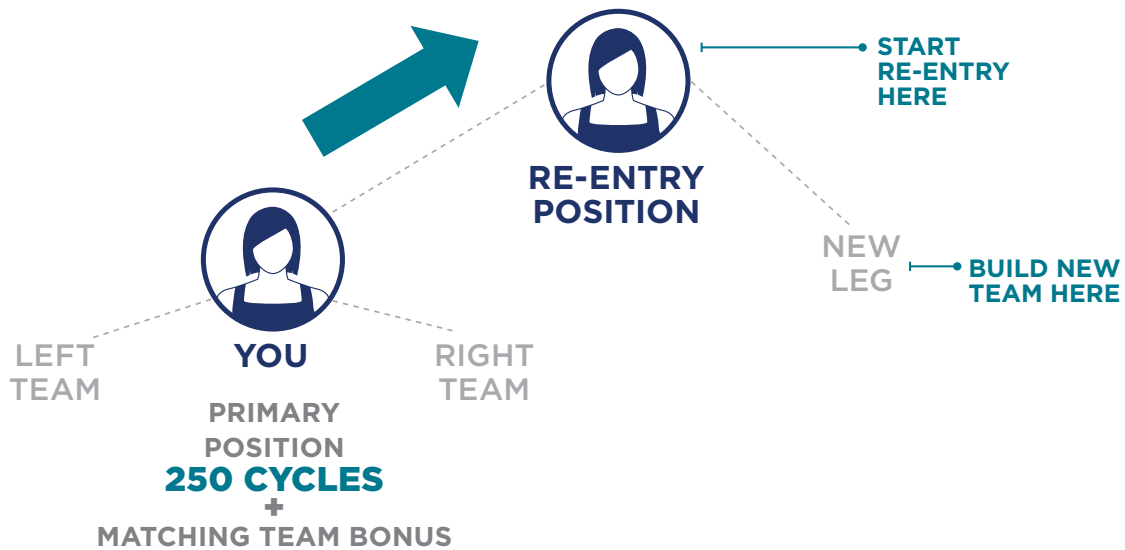 START
RE-ENTRY
HERE
RE-ENTRY
POSITION
NEW
LEG
BUILD NEW
TEAM HERE
LEFT
TEAM
YOU
RIGHT
TEAM
PRIMARY
POSITION
250 CYCLES
+
MATCHING TEAM BONUS